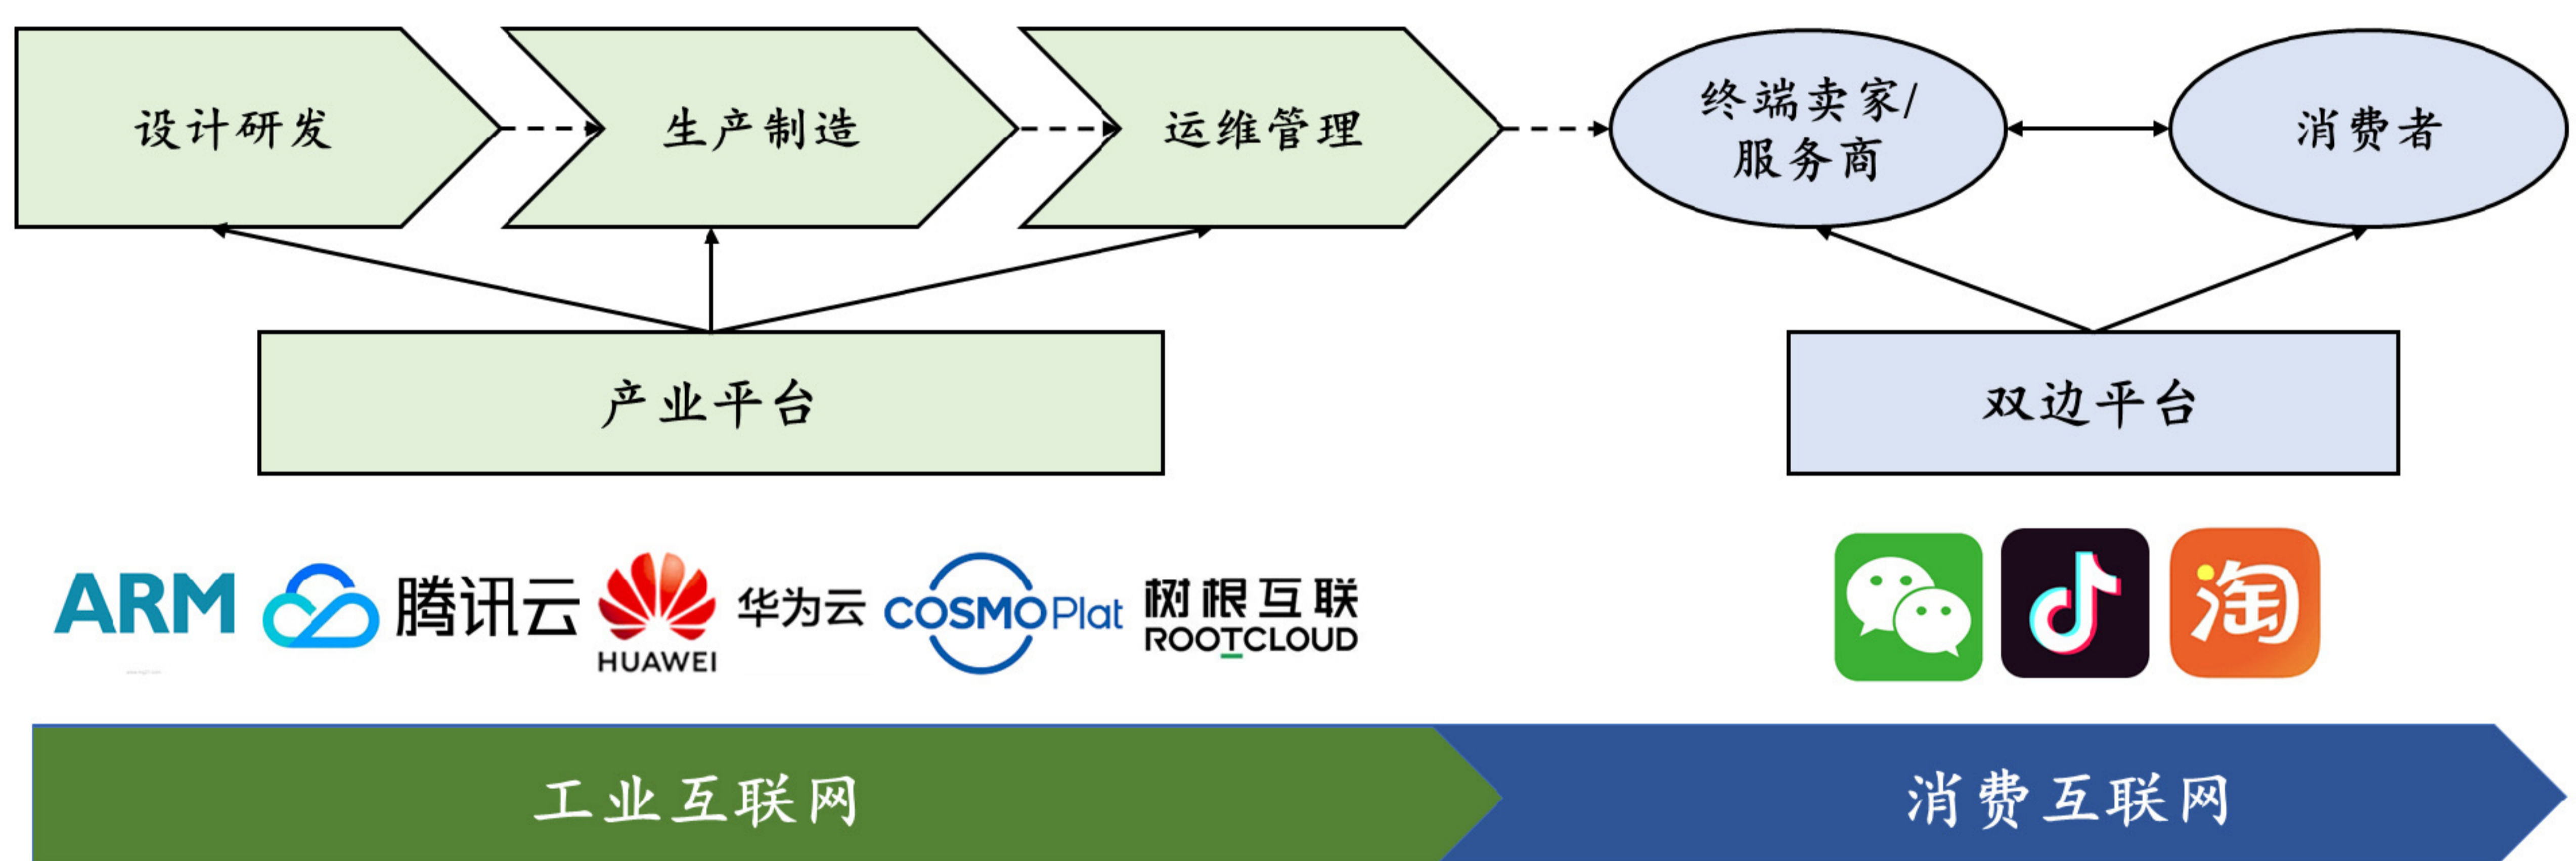 设计研发
生产制造
运维管理
终端卖家/
服务商
消费者
产业平台
双边平台
ARM
腾讯云
HUAWEI
华为云
COSMOPlat
树根互联
ROOTCLOUD
淘
工业互联网
消费互联网